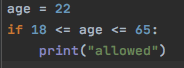 age = 22
if 18 <= age <= 65:
    print("allowed")